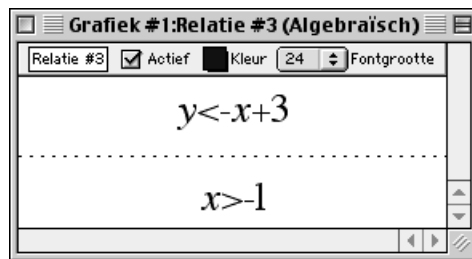 Grafiek #1:Relatie #3 (Algebraïsch)
Relatie #3 Actief Kleur 24 Fontgrootte
y<-x+3
x>-1